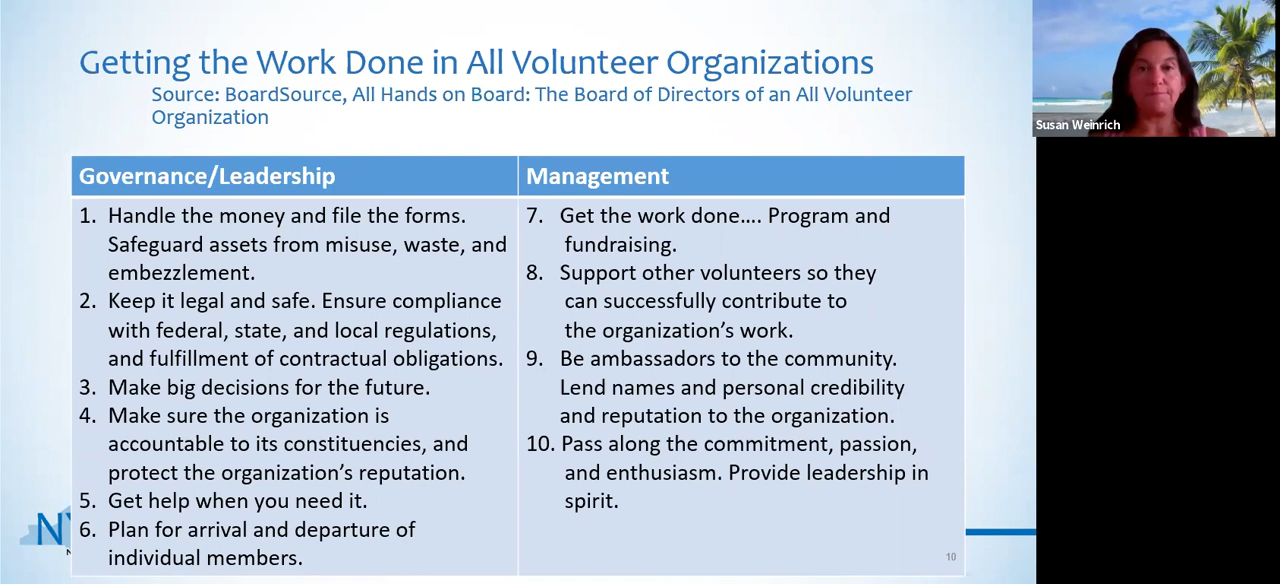 Getting the Work Done in All Volunteer Organizations
Source: BoardSource, All Hands on Board: The Board of Directors of an All Volunteer
Organization
Susan Weinrich
Governance/Leadership
1. Handle the money and file the forms.
Safeguard assets from misuse, waste, and
embezzlement.
2. Keep it legal and safe. Ensure compliance
with federal, state, and local regulations,
and fulfillment of contractual obligations.
3. Make big decisions for the future.
4. Make sure the organization is
accountable to its constituencies, and
protect the organization’s reputation.
5. Get help when you need it.
6. Plan for arrival and departure of
individual members.
Management
7. Get the work done…. Program and
fundraising.
8. Support other volunteers so they
can successfully contribute to
the organization’s work.
9. Be ambassadors to the community.
Lend names and personal credibility
and reputation to the organization.
10. Pass along the commitment, passion,
and enthusiasm. Provide leadership in
spirit.
10